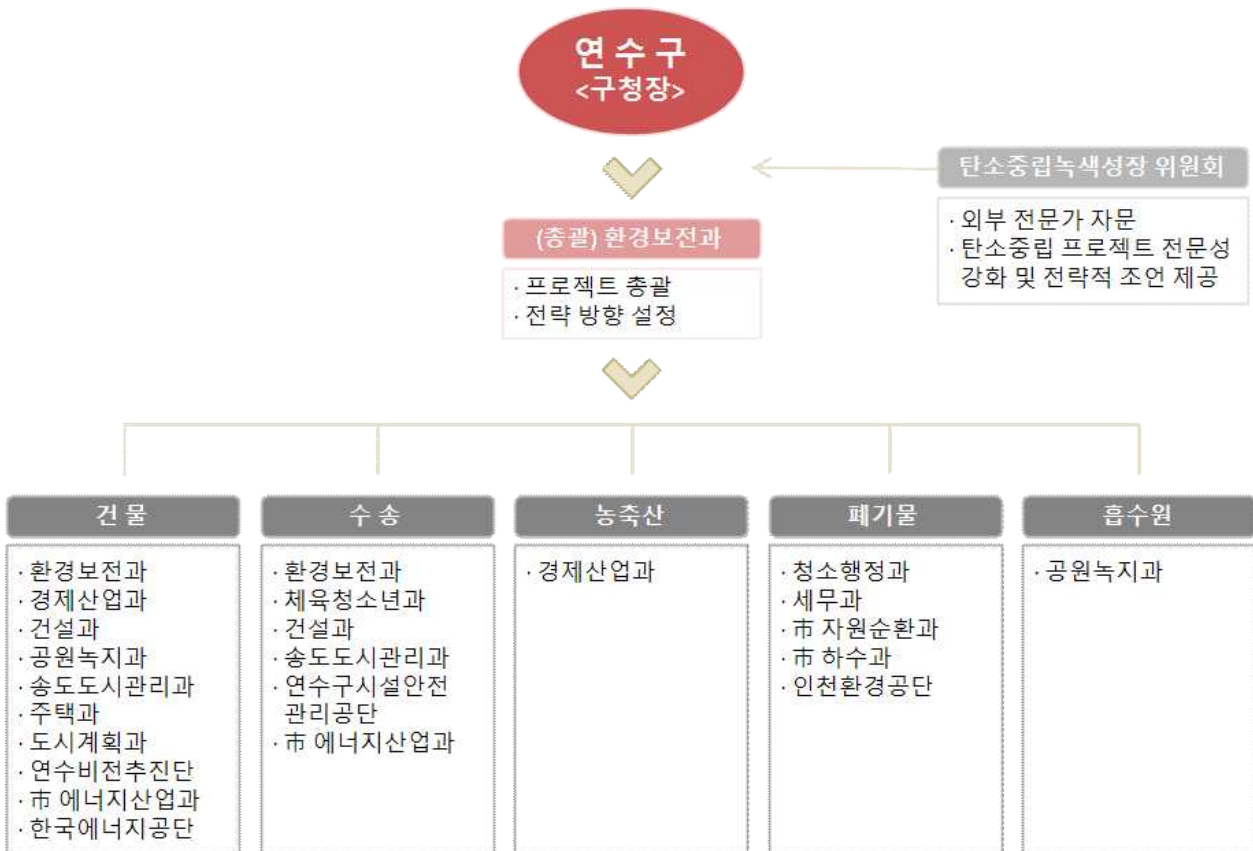 연 수 구
<구청장>
탄소중립녹색성장 위원회
· 외부 전문가 자문
· 탄소중립 프로젝트 전문성
강화 및 전략적 조언 제공
(총괄) 환경보전과
· 프로젝트 총괄
· 전략 방향 설정
건 물
· 환경보전과
· 경제산업과
· 건설과
· 공원녹지과
· 송도도시관리과
· 주택과
· 도시계획과
· 연수비전추진단
· 市 에너지산업과
· 한국에너지공단
수 송
· 환경보전과
· 체육청소년과
· 건설과
· 송도도시관리과
· 연수구시설안전
관리공단
· 市 에너지산업과
농축산
· 경제산업과
폐기물
· 청소행정과
· 세무과
· 市 자원순환과
· 市 하수과
· 인천환경공단
흡수원
· 공원녹지과